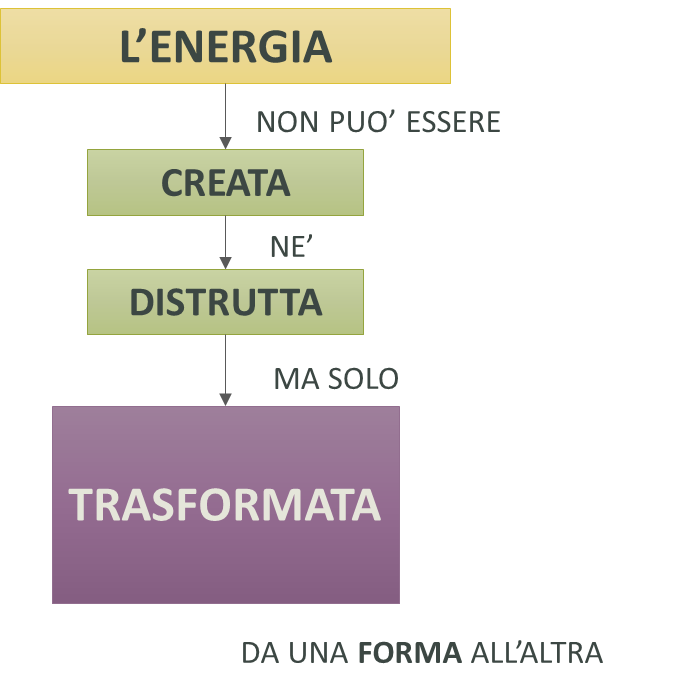 L’ENERGIA
NON PUO’ ESSERE
CREATA
NE’
DISTRUTTA
MA SOLO
TRASFORMATA
DA UNA FORMA ALL’ALTRA